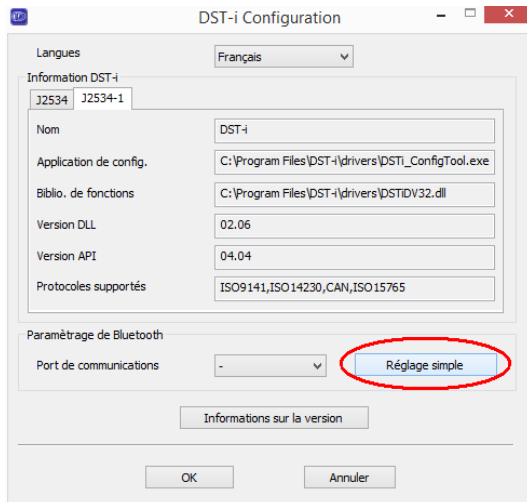 DST-i Configuration
Langues
Français
Information DST-i
J2534
J2534-1
Nom
DST-i
Application de config.
C:\Program Files\DST-i\drivers\DSTi_ConfigTool.exe
Biblio. de fonctions
C:\Program Files\DST-i\drivers\DSTiDV32.dll
Version DLL
02.06
Version API
04.04
Protocoles supportés
ISO9141,ISO14230,CAN,ISO15765
Paramètrage de Bluetooth
Port de communications
-
Réglage simple
Informations sur la version
OK
Annuler